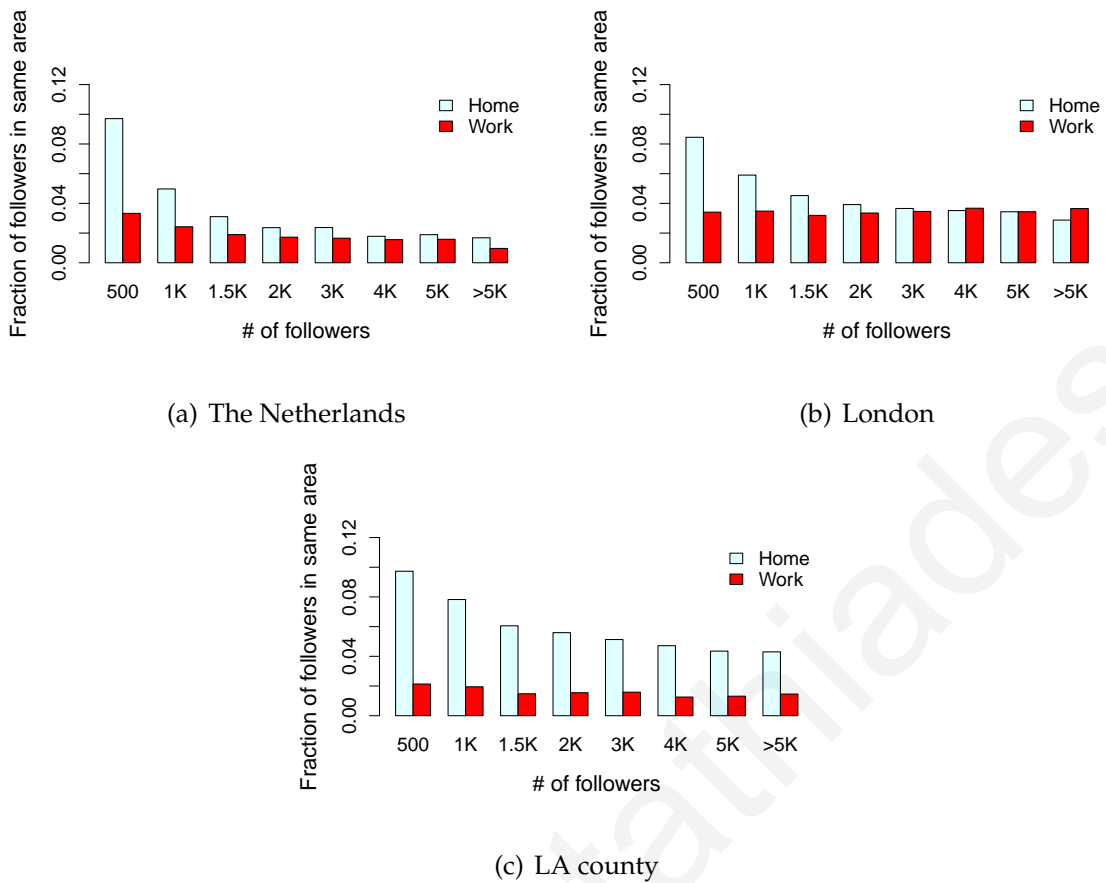 Fraction of followers in same area
0.12
0.08
0.04
0.00
Home
Work
500 1K 1.5K 2K 3K 4K 5K >5K
# of followers
(a) The Netherlands
Fraction of followers in same area
0.12
0.08
0.04
0.00
Home
Work
500 1K 1.5K 2K 3K 4K 5K >5K
# of followers
(b) London
Fraction of followers in same area
0.12
0.08
0.04
0.00
Home
Work
500 1K 1.5K 2K 3K 4K 5K >5K
# of followers
(c) LA county